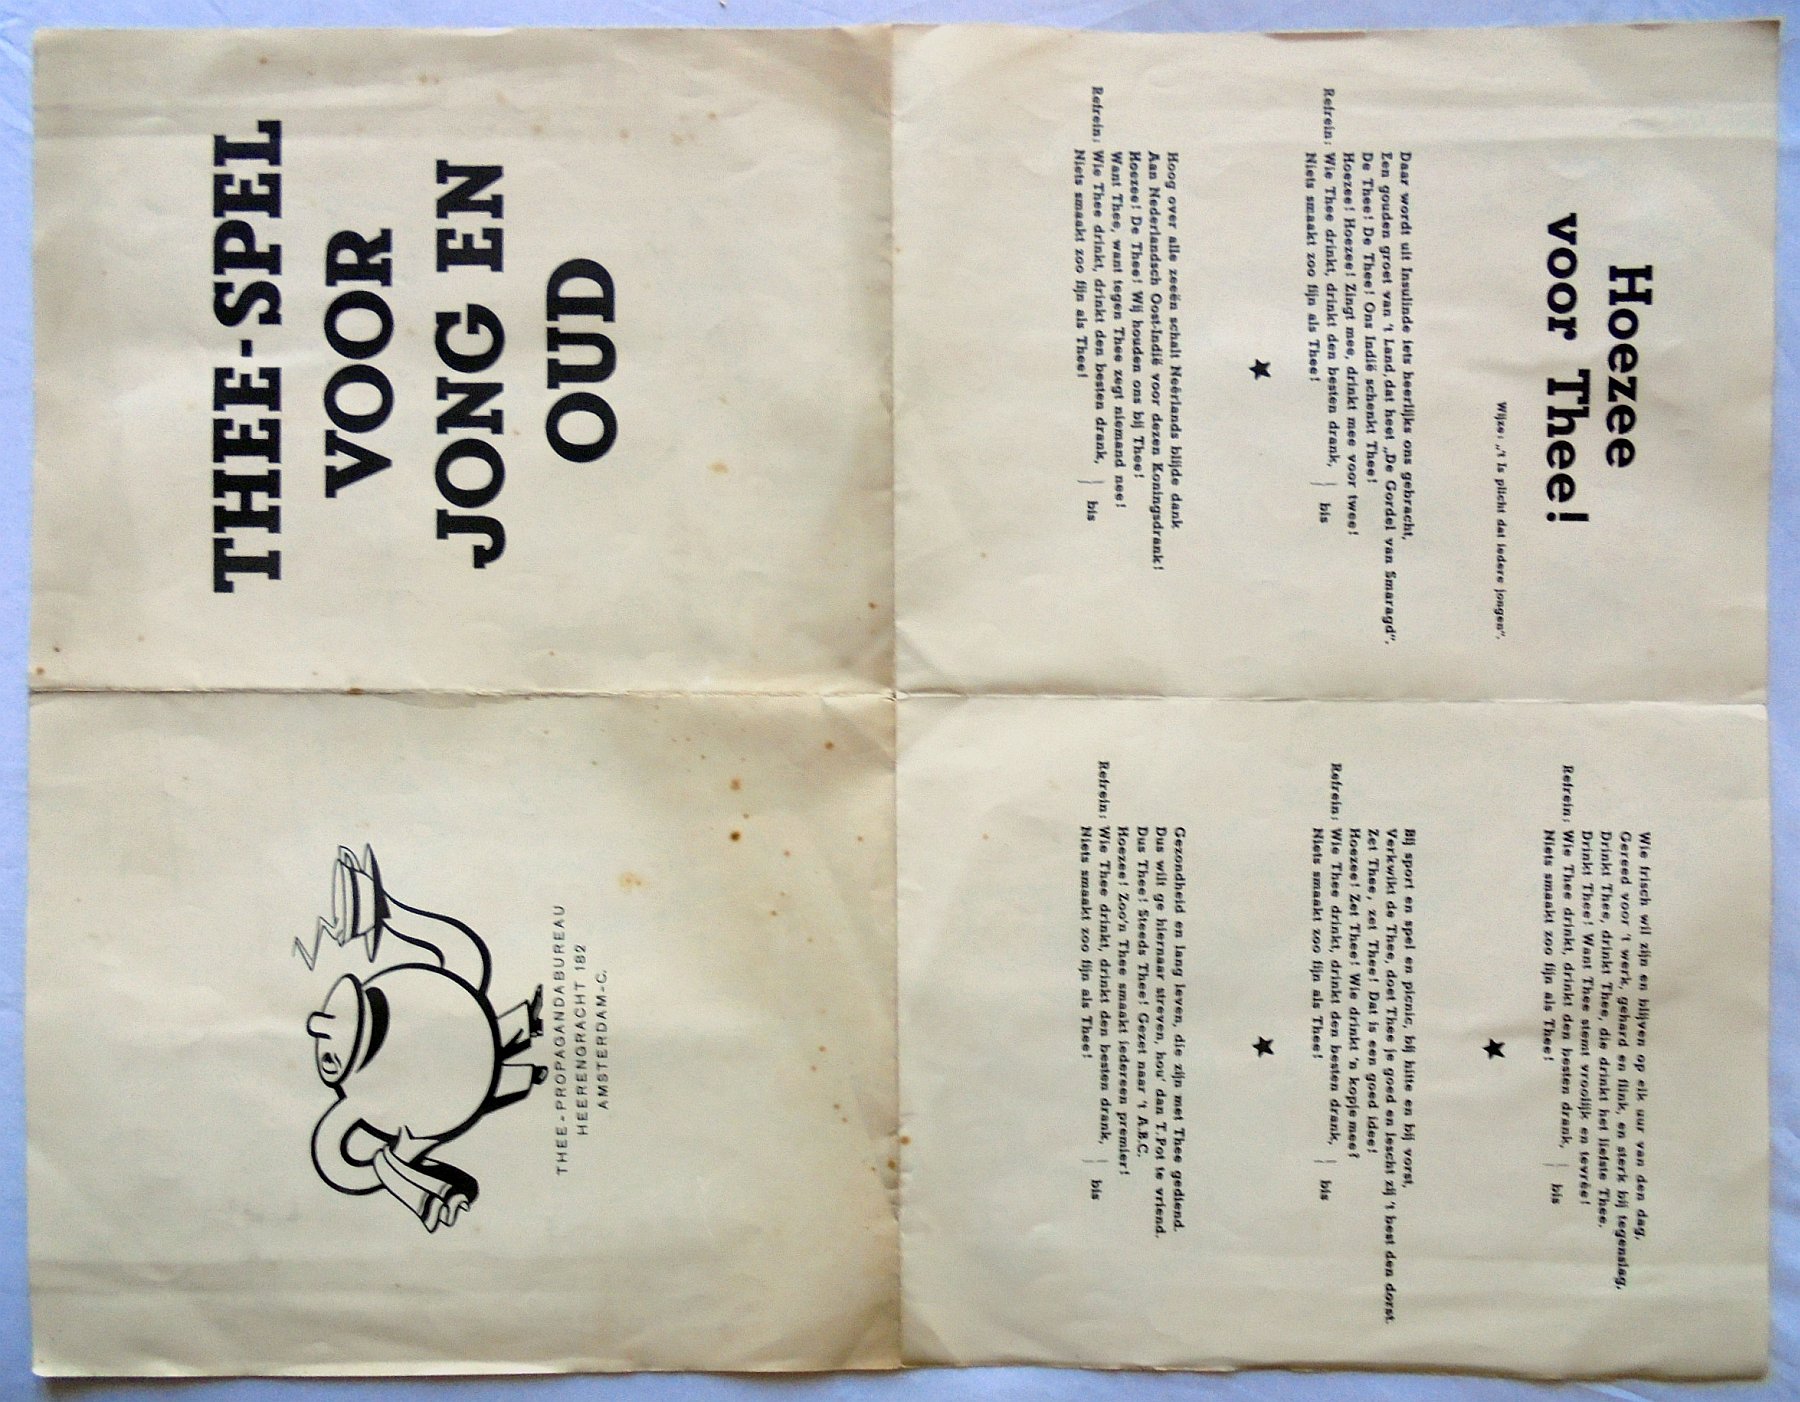 THEE-SPEL
VOOR
JONG EN
OUD
THEE-PROPAGANDABUREAU
HEERENGRACHT 182
AMSTERDAM-C.
Hoezee
voor Thee!
Wijze: „'t Is plicht dat iedere jongen".
Daar wordt uit Insulinde iets heerlijks ons gebracht,
Een gouden groet van 't Land, dat heet „De Gordel van Smaragd".
De Thee! De Thee! Ons Indië schenkt Thee!
Hoezee! Hoezee! Zingt mee, drinkt mee voor twee!
Refrein: Wie Thee drinkt, drinkt den besten drank, } bis
Niets smaakt zoo fijn als Thee!
Hoog over alle zeeën schalt Neêrlands blijde dank
Aan Nederlandsch Oost-Indië voor dezen Koningsdrank!
Hoezee! De Thee! Wij houden ons bij Thee!
Want Thee, want tegen Thee zegt niemand nee!
Refrein: Wie Thee drinkt, drinkt den besten drank, } bis
Niets smaakt zoo fijn als Thee!
Wie frisch wil zijn en blijven op elk uur van den dag,
Gereed voor 't werk, gehard en flink, en sterk bij tegenslag,
Drinkt Thee, drinkt Thee, die drinkt het liefste Thee,
Drinkt Thee! Want Thee stemt vroolijk en tevrêe!
Refrein: Wie Thee drinkt, drinkt den besten drank, } bis
Niets smaakt zoo fijn als Thee!
Bij sport en spel en picnic, bij hitte en bij vorst,
Verkwikt de Thee, doet Thee je goed en lescht zij 't best den dorst.
Zet Thee, zet Thee! Dat is een goed idee!
Hoezee! Zet Thee! Wie drinkt 'n kopje mee?
Refrein: Wie Thee drinkt, drinkt den besten drank, } bis
Niets smaakt zoo fijn als Thee!
Gezondheid en lang leven, die zijn met Thee gediend,
Dus wilt ge hiernaar streven, hou' dan T.Pot te vriend.
Dus Thee! Steeds Thee! Gezet naar 't A.B.C.
Hoezee! Zoo'n Thee smaakt iedereen premier!
Refrein: Wie Thee drinkt, drinkt den besten drank, } bis
Niets smaakt zoo fijn als Thee!